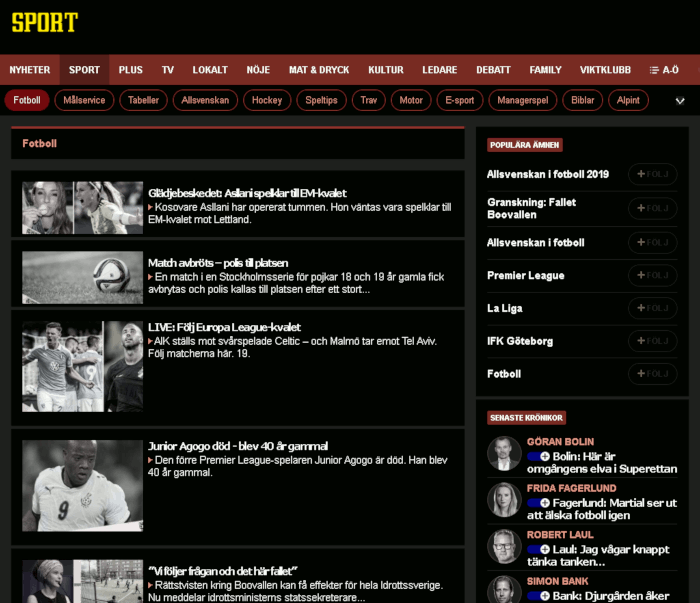 SPORT
NYHETER SPORT PLUS TV LOKALT NÖJE MAT & DRYCK KULTUR LEDARE DEBATT FAMILY VIKTKLUBB A-Ö
Fotboll Målservice Tabeller Allsvenskan Hockey Speltips Trav Motor E-sport Managerspel Biblar Alpint
Fotboll
Glädjebeskedet: Asllani spelklar till EM-kvalet
Kosovare Asllani har opererat tummen. Hon väntas vara spelklar till
EM-kvalet mot Lettland.
Match avbröts – polis till platsen
En match i en Stockholmsserie för pojkar 18 och 19 år gamla fick
avbrytas och polis kallas till platsen efter ett stort...
LIVE: Följ Europa League-kvalet
AIK ställs mot svårspelade Celtic – och Malmö tar emot Tel Aviv.
Följ matcherna här. 19.
9
Junior Agogo död - blev 40 år gammal
Den förre Premier League-spelaren Junior Agogo är död. Han blev
40 år gammal.
9
"Vi följer frågan och det här fallet"
Rättstvisten kring Boovallen kan få effekter för hela Idrottssverige.
Nu meddelar idrottsministerns statssekreterare...
POPULÄRA ÄMNEN
Allsvenskan i fotboll 2019 FÖLJ
Granskning: Fallet
Boovallen FÖLJ
Allsvenskan i fotboll FÖLJ
Premier League FÖLJ
La Liga FÖLJ
IFK Göteborg FÖLJ
Fotboll FÖLJ
SENASTE KRÖNIKOR
GÖRAN BOLIN
Bolin: Här är
omgångens elva i Superettan
FRIDA FAGERLUND
Fagerlund: Martial ser ut
att älska fotboll igen
ROBERT LAUL
Laul: Jag vågar knappt
tänka tanken...
SIMON BANK
Bank: Djurgården åker